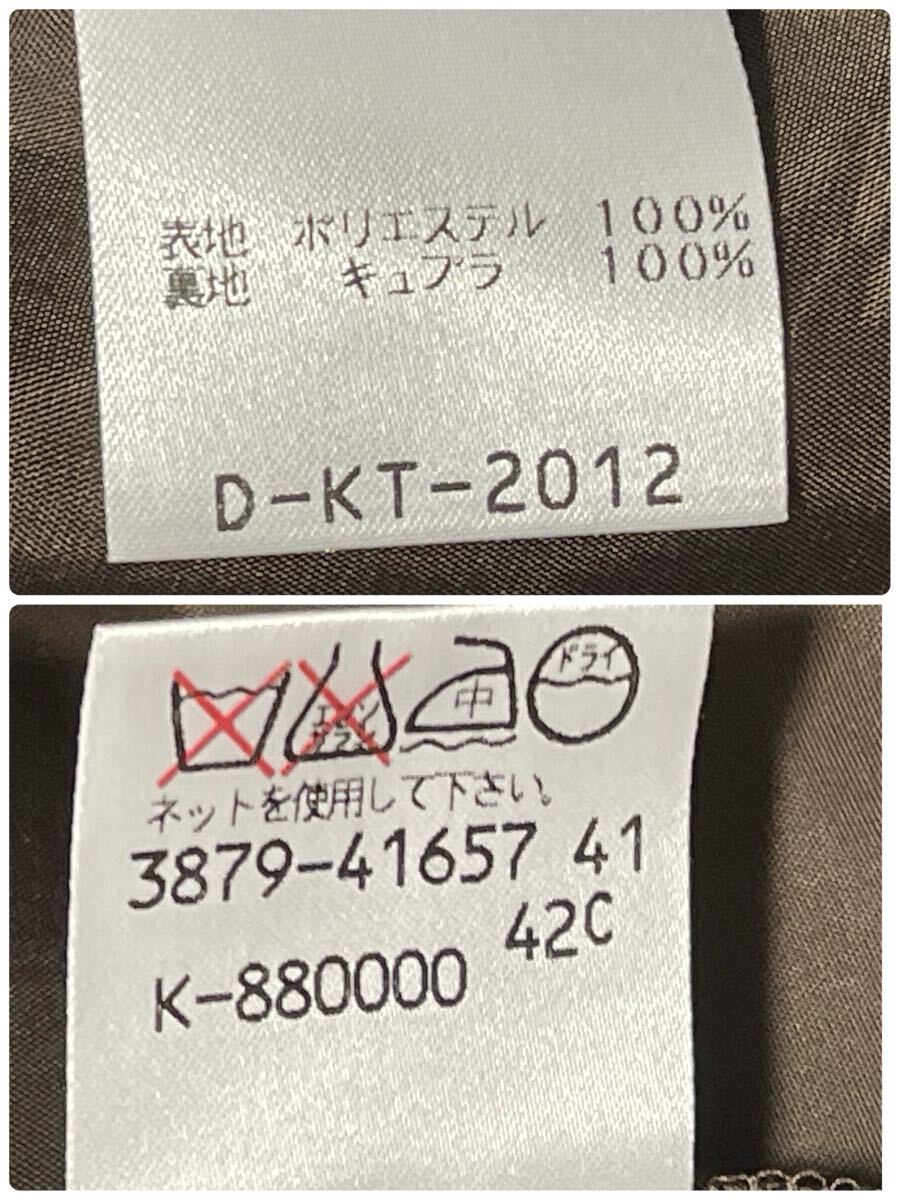 表地 ポリエステル 100%
裏地 キュプラ 100%
D-KT-2012
エンソ
サラシ
中
ドライ
ネットを使用して下さい。
3879-41657 41
42C
K-880000